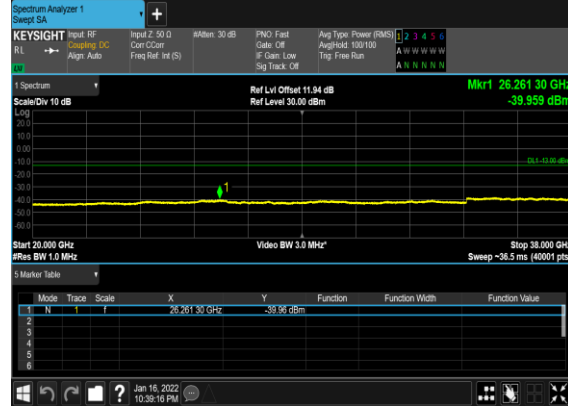 Spectrum Analyzer 1
Swept SA
+
KEYSIGHT Input: RF Input Z: 50 Ω #Atten: 30 dB PNO: Fast Avg Type: Power (RMS) 1 2 3 4 5 6
RL Coupling: DC Corr CCorr Gate: Off Avg|Hold: 100/100 A W W W W W
Align: Auto Freq Ref: Int (S) IF Gain: Low Trig: Free Run
LXI Sig Track: Off A N N N N N
1 Spectrum Ref Lvl Offset 11.94 dB Mkr1 26.261 30 GHz
Scale/Div 10 dB Ref Level 30.00 dBm -39.959 dBm
Log
20.0
10.0
0.00
-10.0 DL1 -13.00 dBm
-20.0
-30.0 1
-40.0
-50.0
-60.0
Start 20.000 GHz Video BW 3.0 MHz* Stop 38.000 GHz
#Res BW 1.0 MHz Sweep ~36.5 ms (40001 pts)
5 Marker Table
Mode Trace Scale X Y Function Function Width Function Value
1 N 1 f 26.261 30 GHz -39.96 dBm
2
3
4
5
6
? Jan 16, 2022
10:39:16 PM